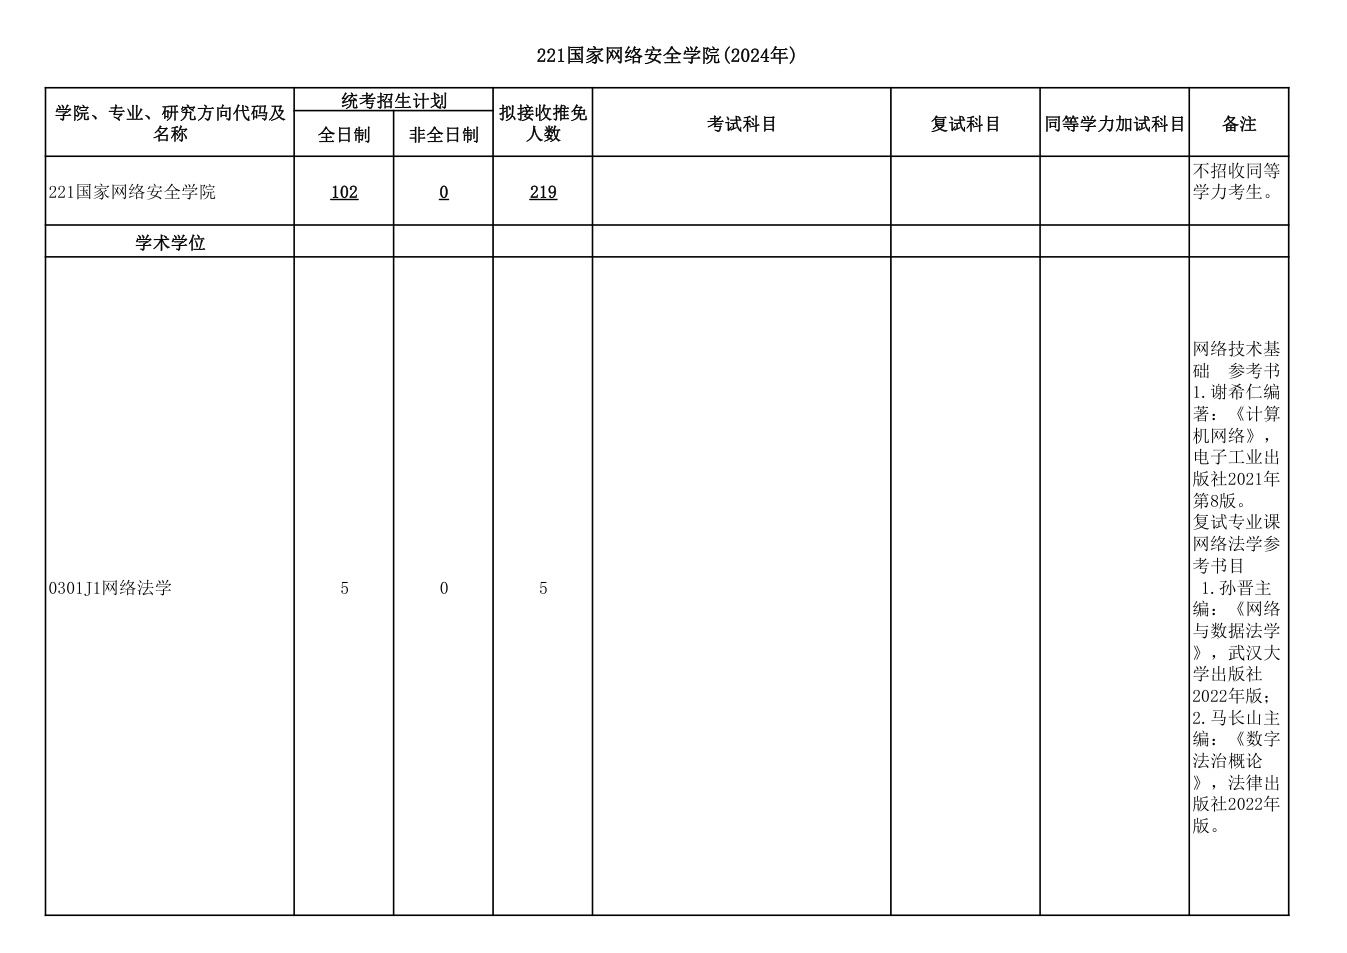 221国家网络安全学院(2024年)
学院、专业、研究方向代码及
名称
统考招生计划
全日制
非全日制
拟接收推免
人数
考试科目
复试科目
同等学力加试科目
备注
221国家网络安全学院
102
0
219
不招收同等
学力考生。
学术学位
0301J1网络法学
5
0
5
网络技术基
础　参考书
1.谢希仁编
著：《计算
机网络》，
电子工业出
版社2021年
第8版。
复试专业课
网络法学参
考书目
1.孙晋主
编：《网络
与数据法学
》，武汉大
学出版社
2022年版；
2.马长山主
编：《数字
法治概论
》，法律出
版社2022年
版。